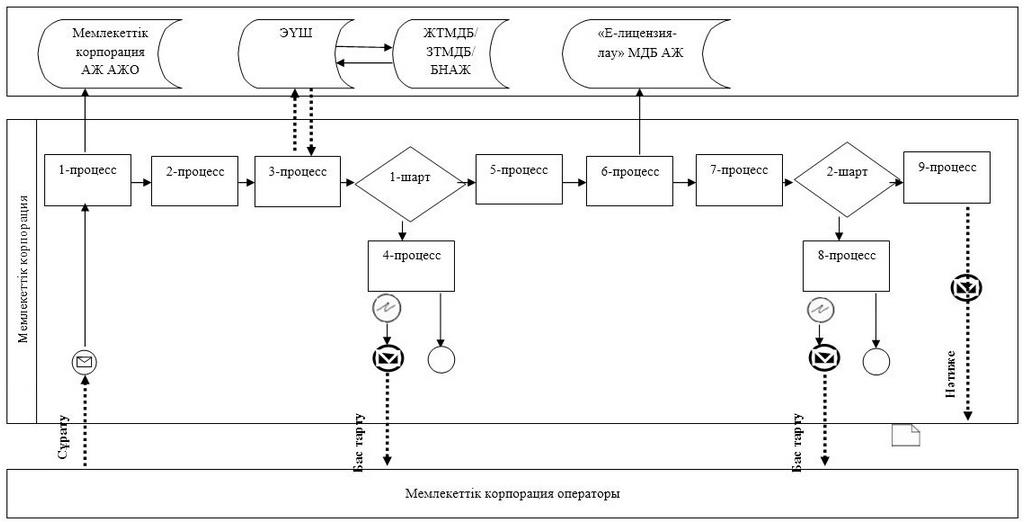 Мемлекеттік
корпорация
АЖ АЖО
ЭҮШ
ЖТМДБ/
ЗТМДБ/
БНАЖ
«Е-лицензия-
лау» МДБ АЖ
Мемлекеттік корпорация
1-процесс
2-процесс
3-процесс
1-шарт
5-процесс
6-процесс
7-процесс
2-шарт
9-процесс
4-процесс
8-процесс
Сұрату
Бас тарту
Бас тарту
Нәтиже
Мемлекеттік корпорация операторы